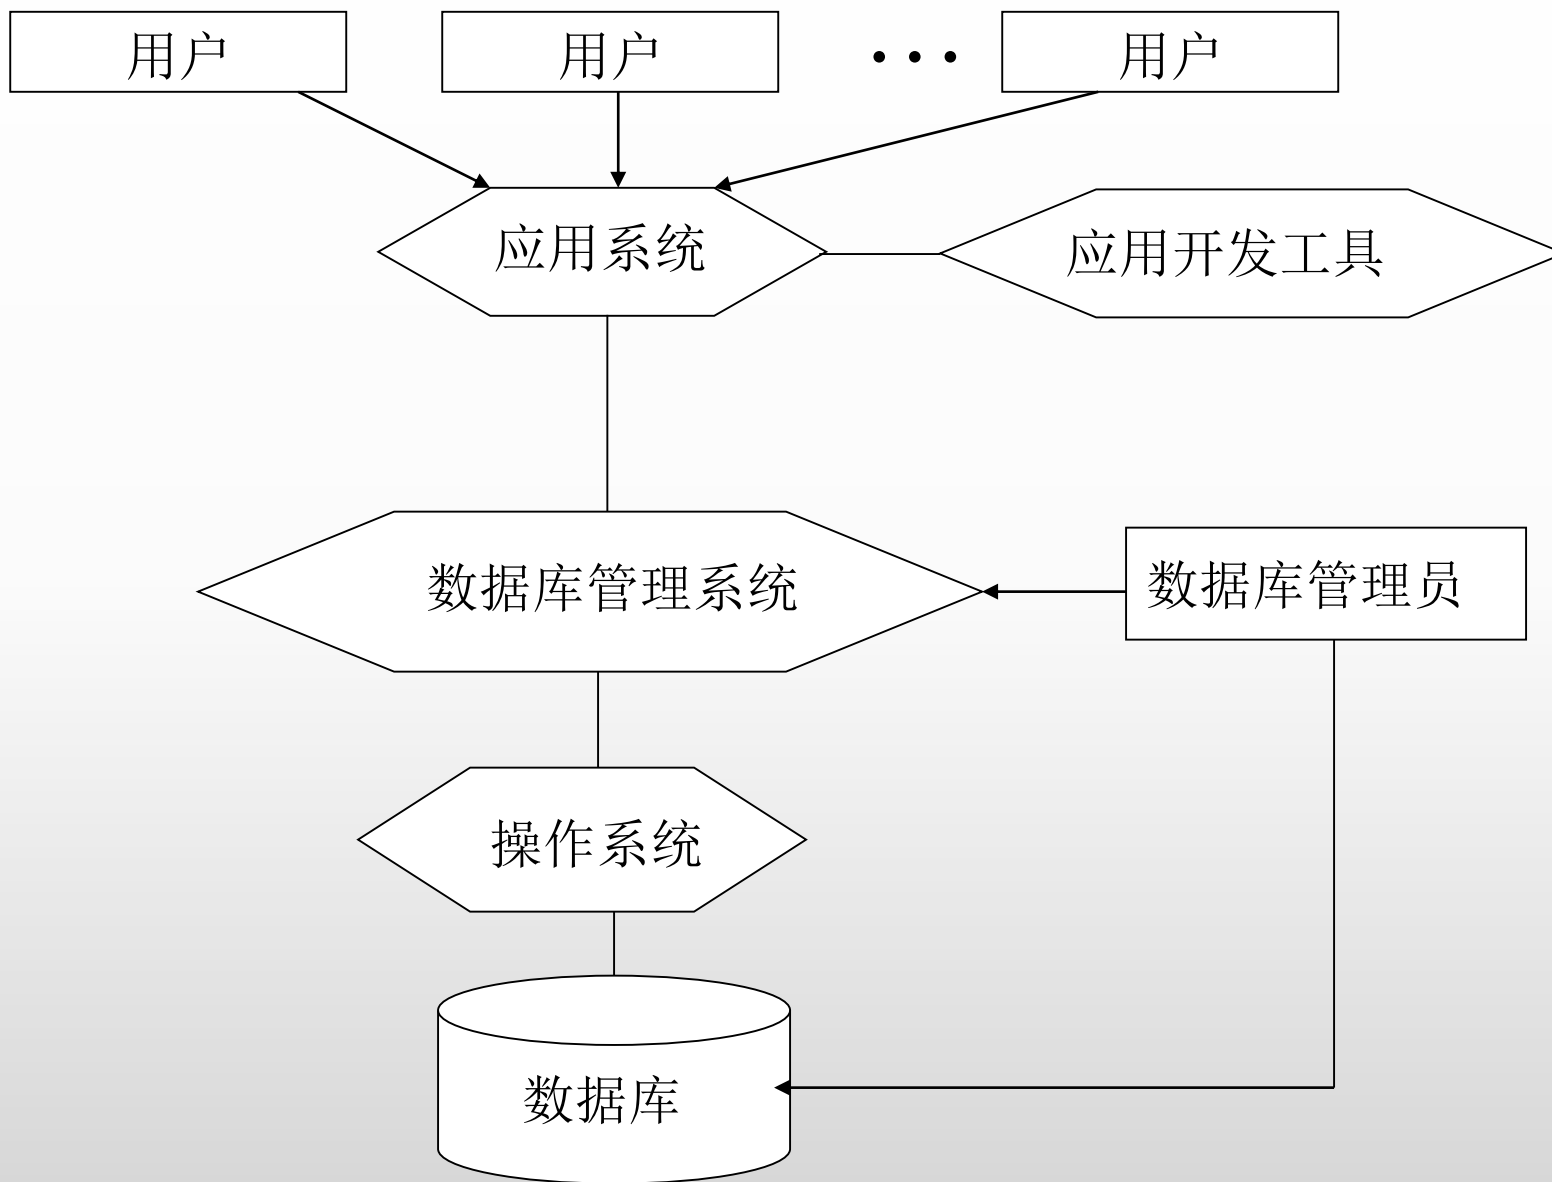 用户
用户
• • •
用户
应用系统
应用开发工具
数据库管理系统
数据库管理员
操作系统
数据库